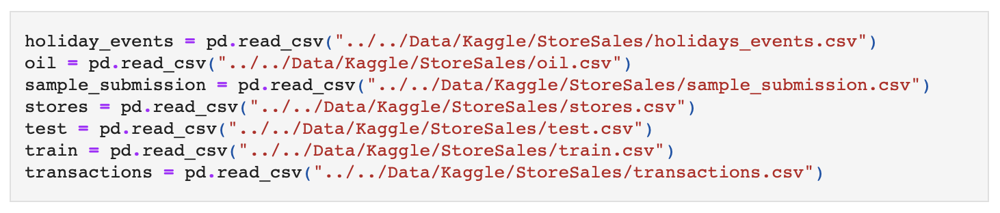 holiday_events = pd.read_csv("../../Data/Kaggle/StoreSales/holidays_events.csv")
oil = pd.read_csv("../../Data/Kaggle/StoreSales/oil.csv")
sample_submission = pd.read_csv("../../Data/Kaggle/StoreSales/sample_submission.csv")
stores = pd.read_csv("../../Data/Kaggle/StoreSales/stores.csv")
test = pd.read_csv("../../Data/Kaggle/StoreSales/test.csv")
train = pd.read_csv("../../Data/Kaggle/StoreSales/train.csv")
transactions = pd.read_csv("../../Data/Kaggle/StoreSales/transactions.csv")